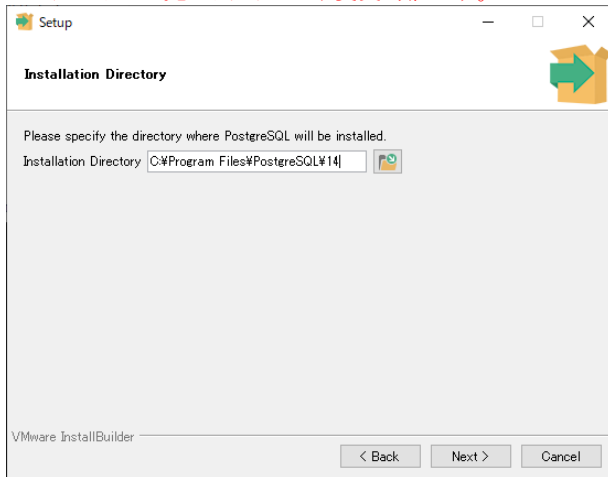 Setup
Installation Directory
Please specify the directory where PostgreSQL will be installed.
Installation Directory C:¥Program Files¥PostgreSQL¥14
VMware InstallBuilder
< Back Next > Cancel